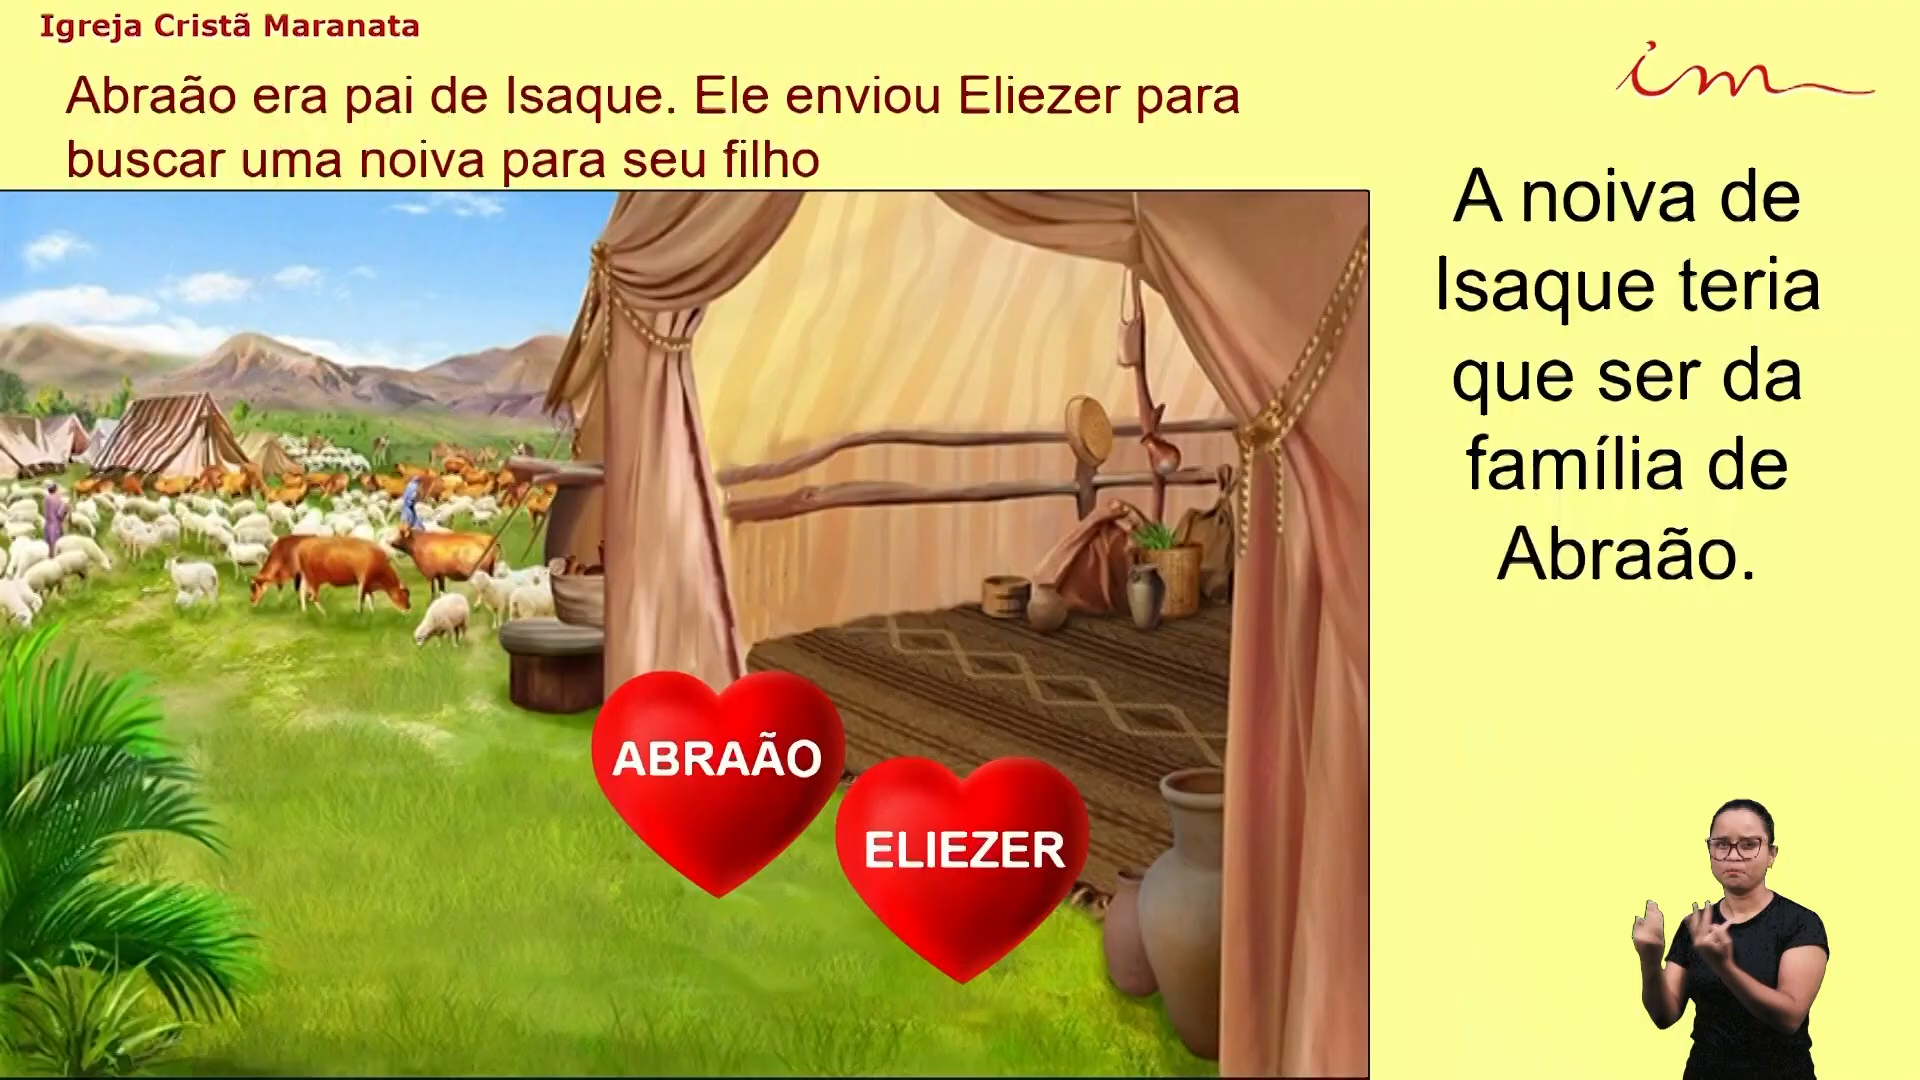 Igreja Cristã Maranata
Abraão era pai de Isaque. Ele enviou Eliezer para
buscar uma noiva para seu filho
im
A noiva de
Isaque teria
que ser da
família de
Abraão.
ABRAÃO
ELIEZER